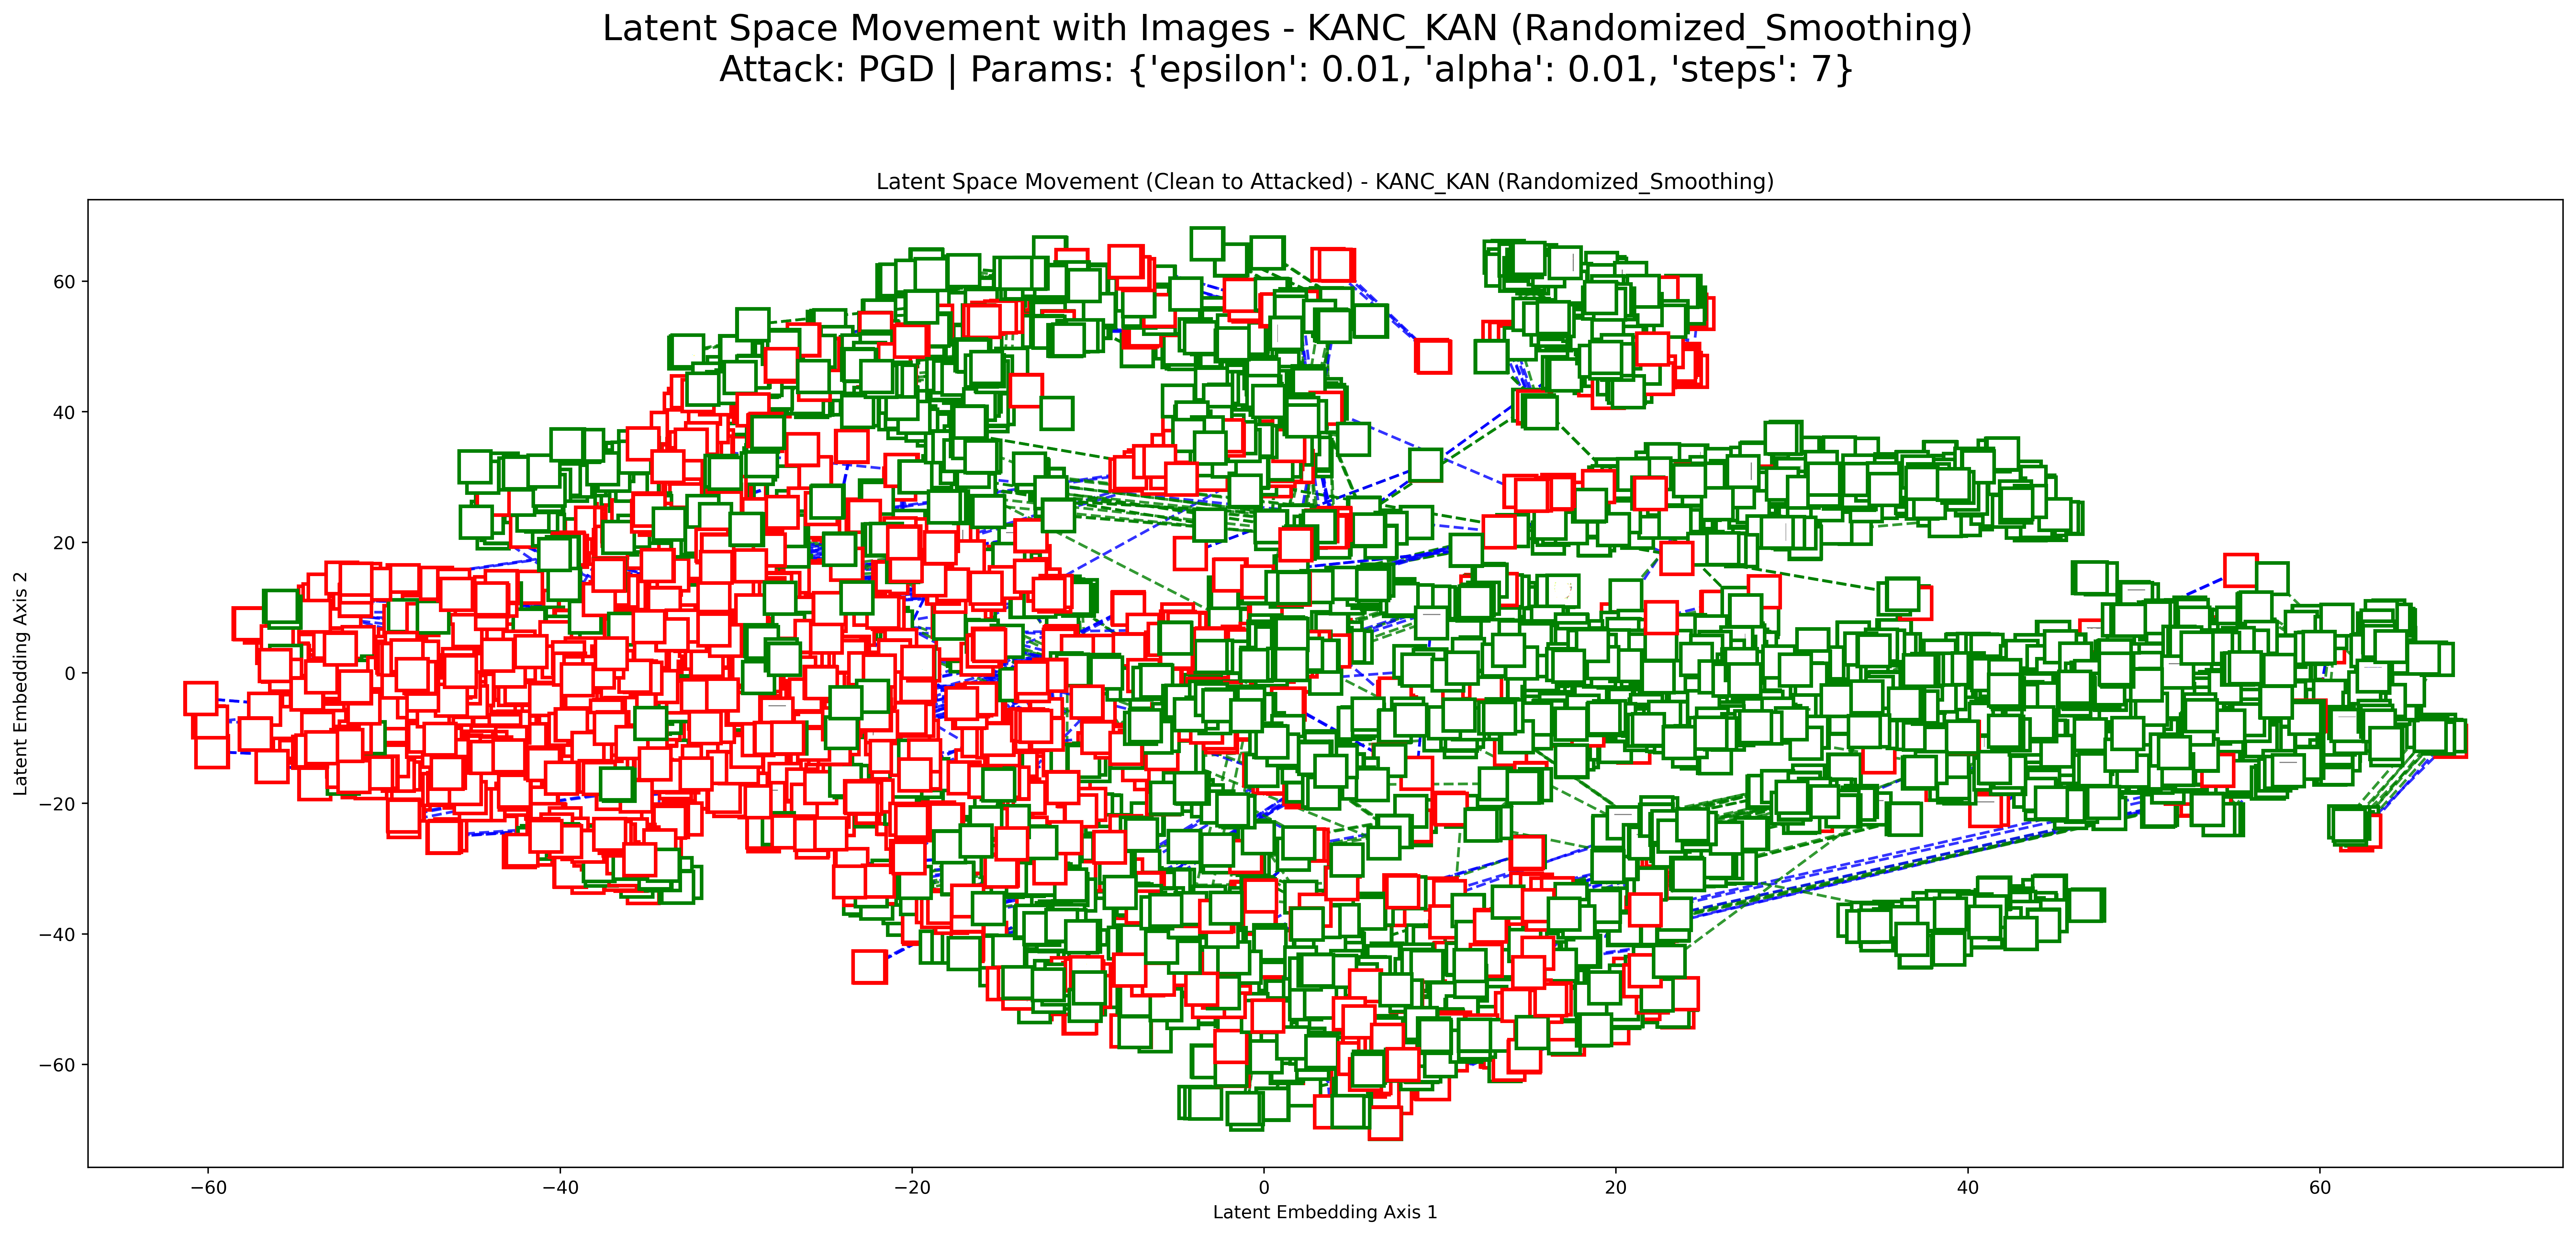 Latent Space Movement with Images - KANC_KAN (Randomized_Smoothing)
Attack: PGD | Params: {'epsilon': 0.01, 'alpha': 0.01, 'steps': 7}
Latent Space Movement (Clean to Attacked) - KANC_KAN (Randomized_Smoothing)
Latent Embedding Axis 2
60
40
20
0
−20
−40
−60
−60 −40 −20 0 20 40 60
Latent Embedding Axis 1